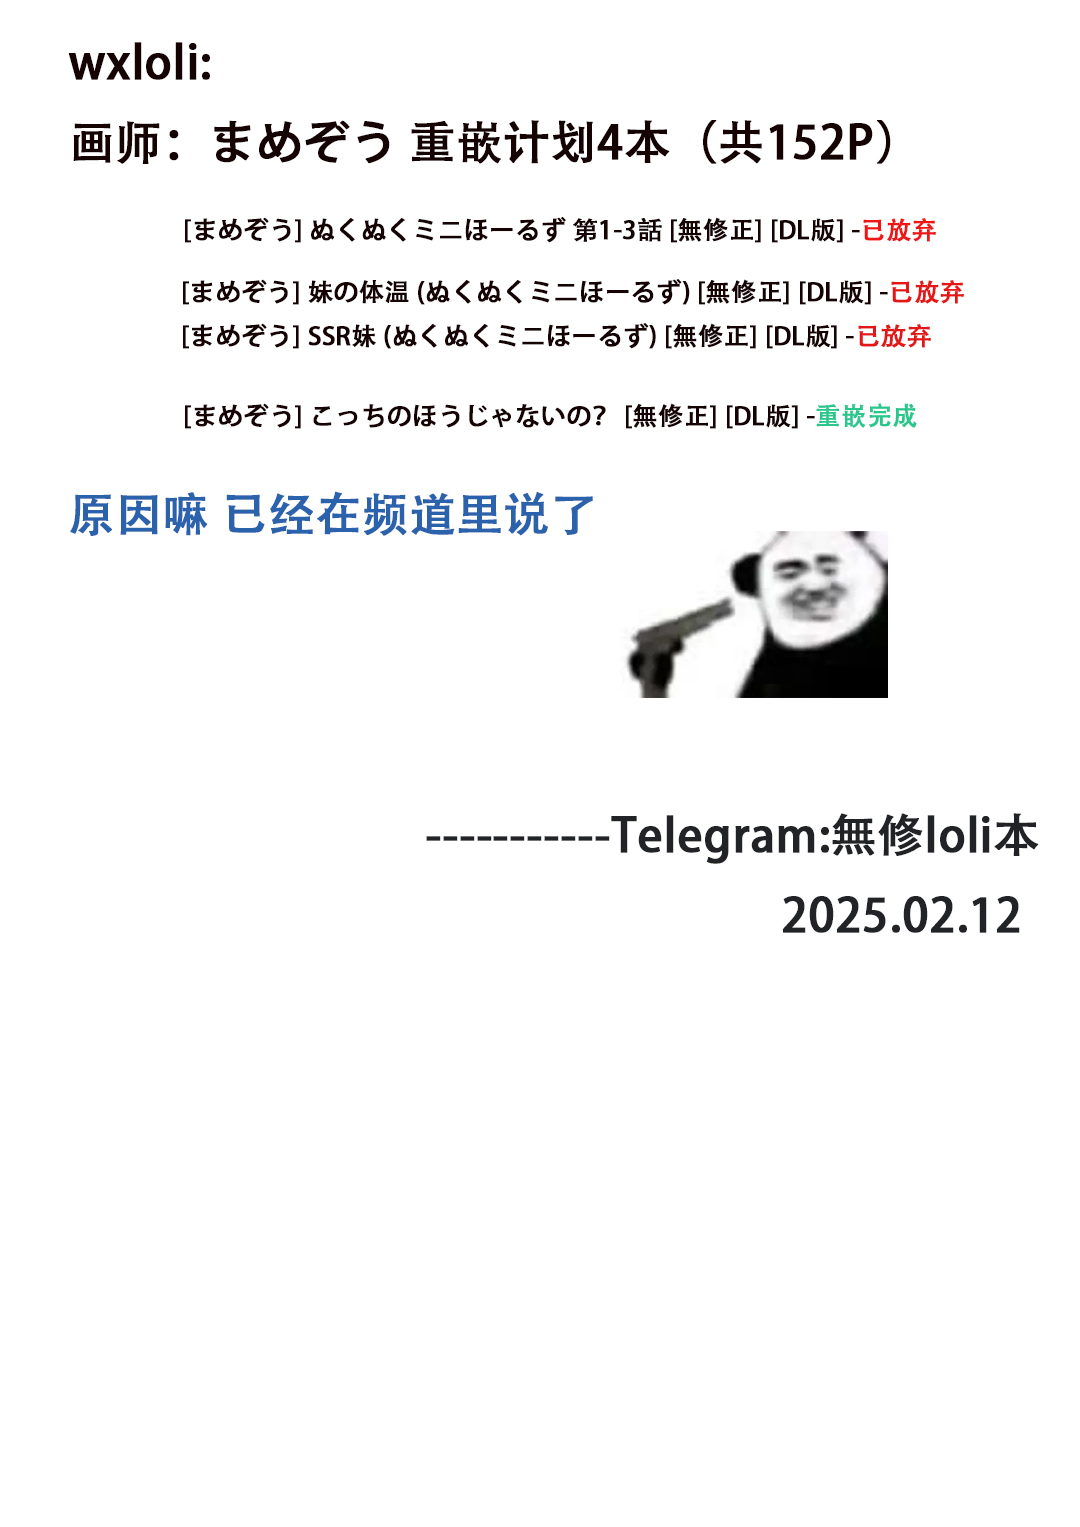 wxloli:
画师：まめぞう 重嵌计划4本（共152P）
[まめぞう] ぬくぬくミニほーるず 第1-3話 [無修正] [DL版] -已放弃
[まめぞう] 妹の体温 (ぬくぬくミニほーるず) [無修正] [DL版] -已放弃
[まめぞう] SSR妹 (ぬくぬくミニほーるず) [無修正] [DL版] -已放弃
[まめぞう] こっちのほうじゃないの？ [無修正] [DL版] -重嵌完成
原因嘛 已经在频道里说了
-----------Telegram:無修loli本
2025.02.12